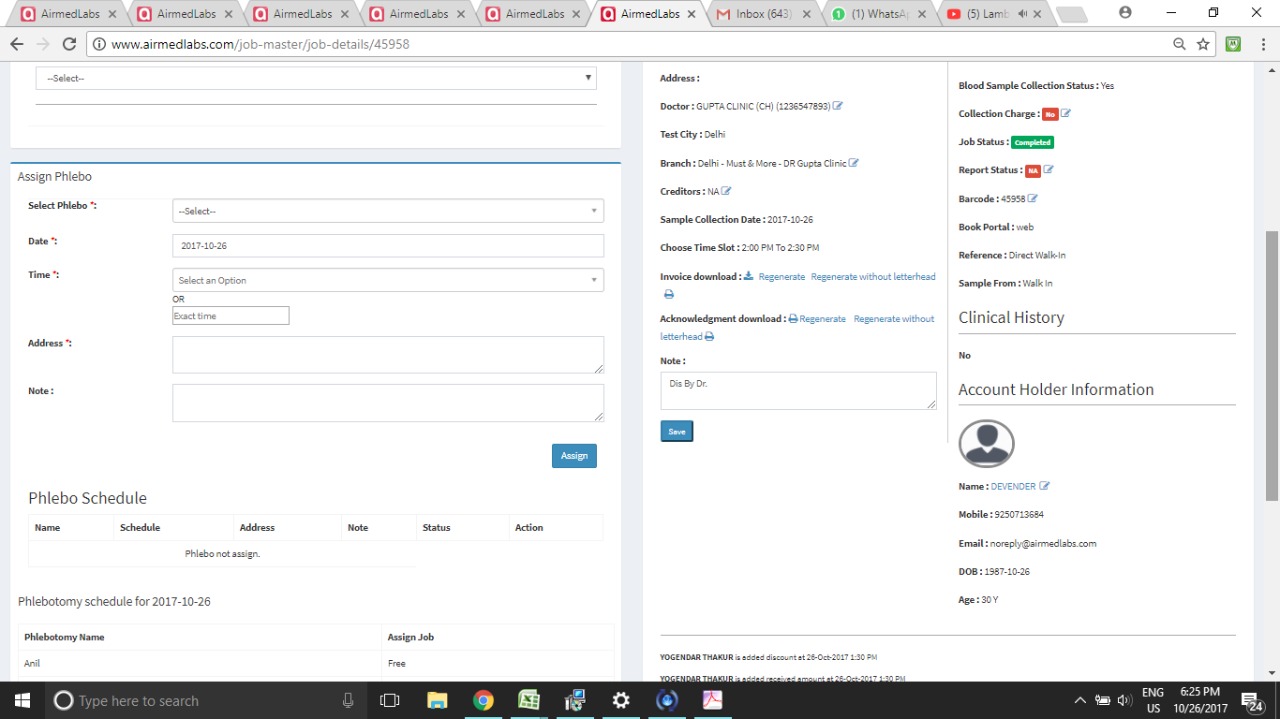 AirmedLabs
AirmedLabs
AirmedLabs
AirmedLabs
AirmedLabs
AirmedLabs
Inbox (643)
(1) WhatsA
(5) Lamb
www.airmedlabs.com/job-master/job-details/45958
--Select--
Assign Phlebo
Select Phlebo *:
--Select--
Date *:
2017-10-26
Time *:
Select an Option
OR
Exact time
Address *:
Note :
Assign
Phlebo Schedule
Name Schedule Address Note Status Action
Phlebo not assign.
Phlebotomy schedule for 2017-10-26
Phlebotomy Name Assign Job
Anil Free
Address :
Doctor : GUPTA CLINIC (CH) (1236547893)
Test City : Delhi
Branch : Delhi - Must & More - DR Gupta Clinic
Creditors : NA
Sample Collection Date : 2017-10-26
Choose Time Slot : 2:00 PM To 2:30 PM
Invoice download : Regenerate Regenerate without letterhead
Acknowledgment download : Regenerate Regenerate without
letterhead
Note :
Dis By Dr.
Save
Blood Sample Collection Status : Yes
Collection Charge : No
Job Status : Completed
Report Status : NA
Barcode : 45958
Book Portal : web
Reference : Direct Walk-In
Sample From : Walk In
Clinical History
No
Account Holder Information
Name : DEVENDER
Mobile : 9250713684
Email : noreply@airmedlabs.com
DOB : 1987-10-26
Age : 30 Y
YOGENDAR THAKUR is added discount at 26-Oct-2017 1:30 PM
YOGENDAR THAKUR is added received amount at 26-Oct-2017 1:30 PM
Type here to search
ENG
US
6:25 PM
10/26/2017
24